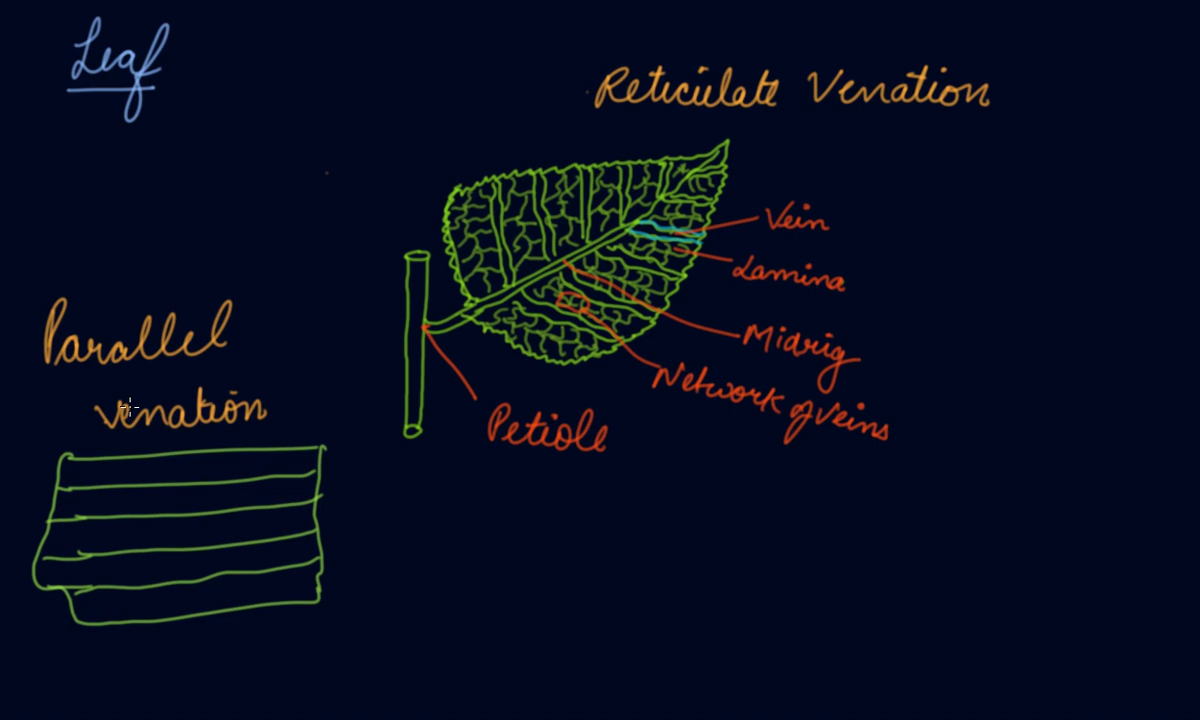 Leaf
Reticulate Venation
Vein
Lamina
Midrig
Network of Veins
Petiole
Parallel
venation